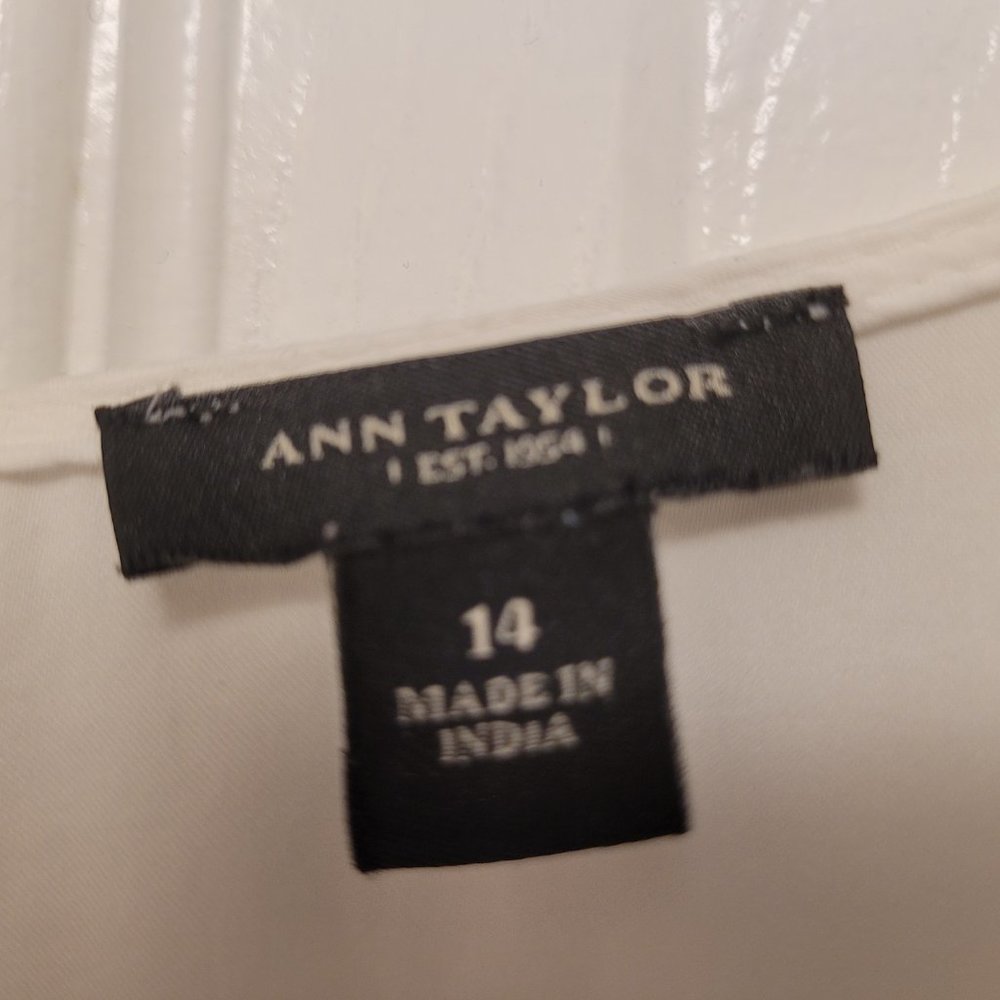 ANN TAYLOR
EST. 1954
14
MADE IN
INDIA